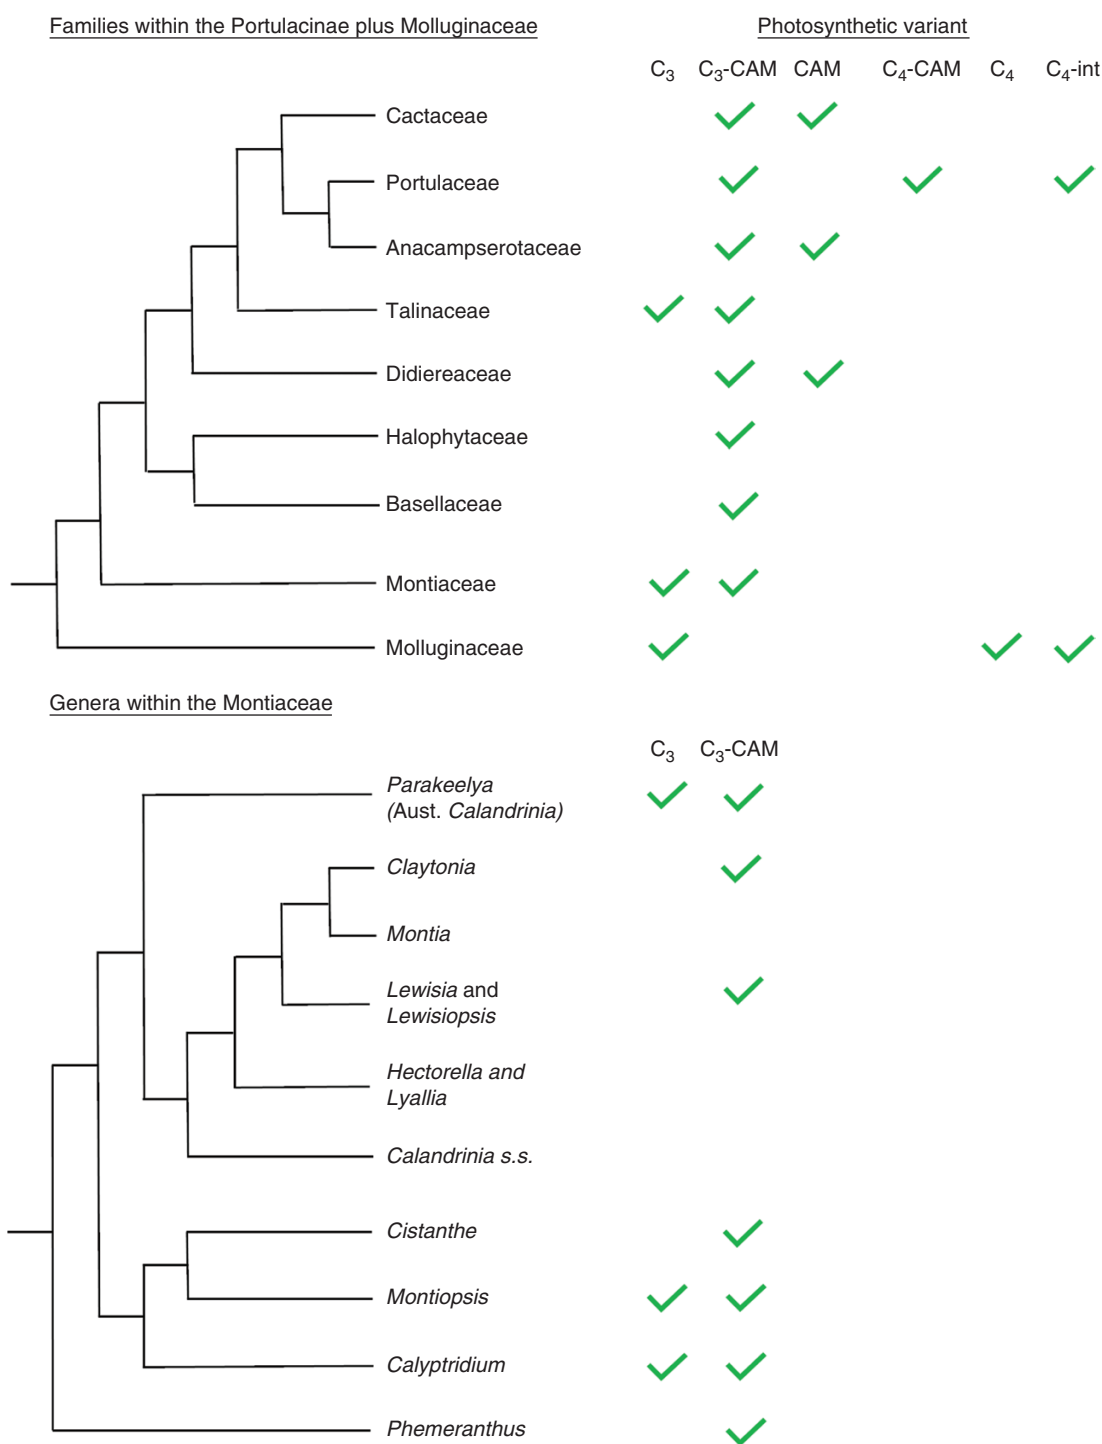 Families within the Portulacinae plus Molluginaceae
Photosynthetic variant
C3 C3-CAM CAM C4-CAM C4 C4-int
Cactaceae
Portulaceae
Anacampserotaceae
Talinaceae
Didiereaceae
Halophytaceae
Basellaceae
Montiaceae
Molluginaceae
Genera within the Montiaceae
C3 C3-CAM
Parakeelya
(Aust. Calandrinia)
Claytonia
Montia
Lewisia and
Lewisiopsis
Hectorella and
Lyallia
Calandrinia s.s.
Cistanthe
Montiopsis
Calyptridium
Phemeranthus